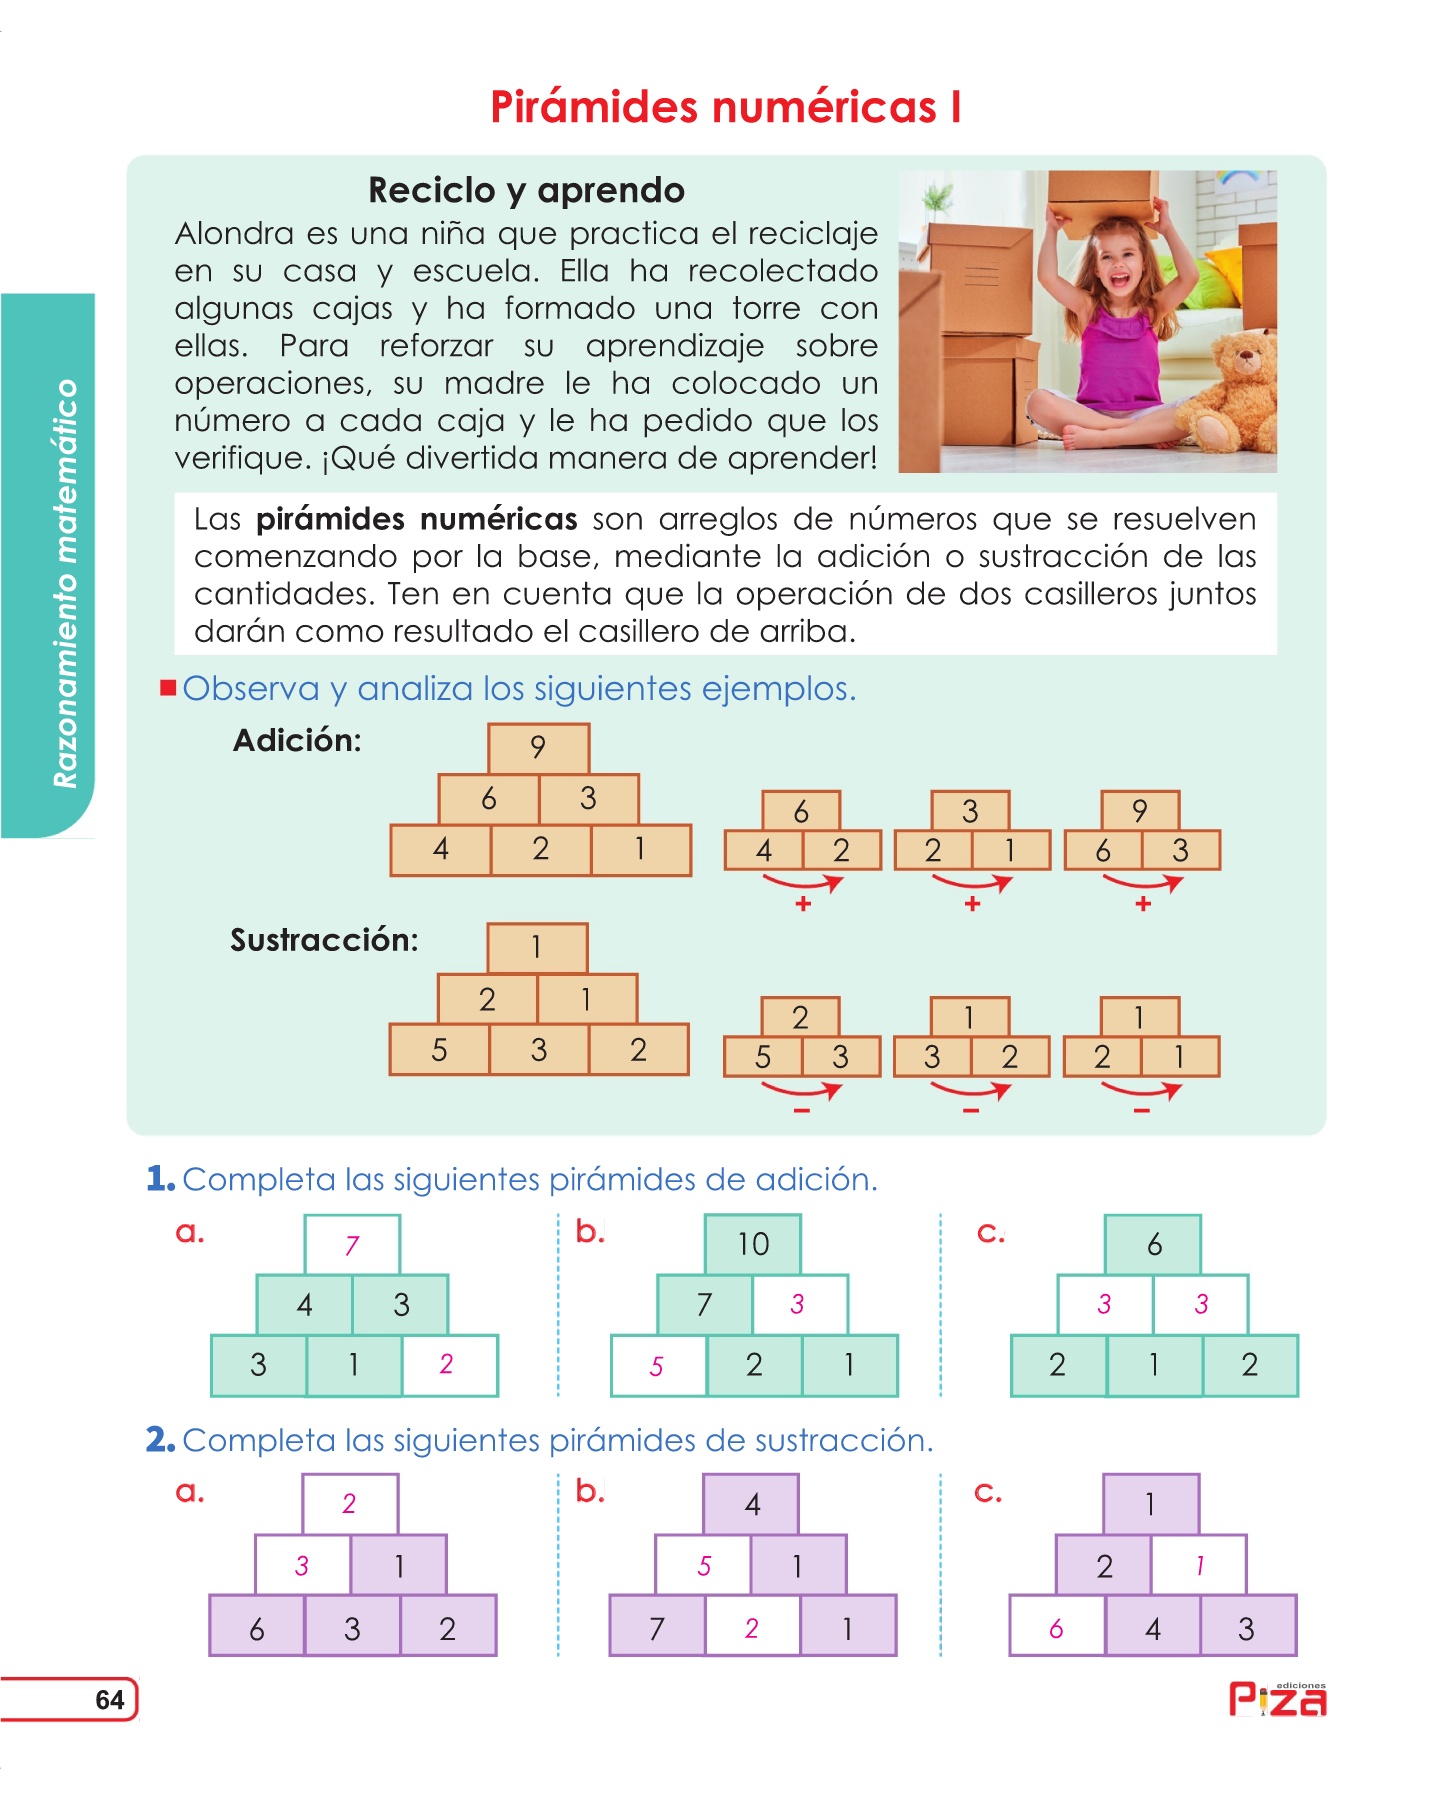 Pirámides numéricas I
Reciclo y aprendo
Alondra es una niña que practica el reciclaje
en su casa y escuela. Ella ha recolectado
algunas cajas y ha formado una torre con
ellas. Para reforzar su aprendizaje sobre
operaciones, su madre le ha colocado un
número a cada caja y le ha pedido que los
verifique. ¡Qué divertida manera de aprender!
Razonamiento matemático
Las pirámides numéricas son arreglos de números que se resuelven
comenzando por la base, mediante la adición o sustracción de las
cantidades. Ten en cuenta que la operación de dos casilleros juntos
darán como resultado el casillero de arriba.
Observa y analiza los siguientes ejemplos.
Adición:
9
6 3
4 2 1
6 3 9
4 2 2 1 6 3
+ + +
Sustracción:
1
2 1
5 3 2
2 1 1
5 3 3 2 2 1
– – –
1. Completa las siguientes pirámides de adición.
a. b. c.
7 10 6
4 3 7 3 3 3
3 1 2 5 2 1 2 1 2
2. Completa las siguientes pirámides de sustracción.
a. b. c.
2 4 1
3 1 5 1 2 1
6 3 2 7 2 1 6 4 3
64
ediciones
Piza